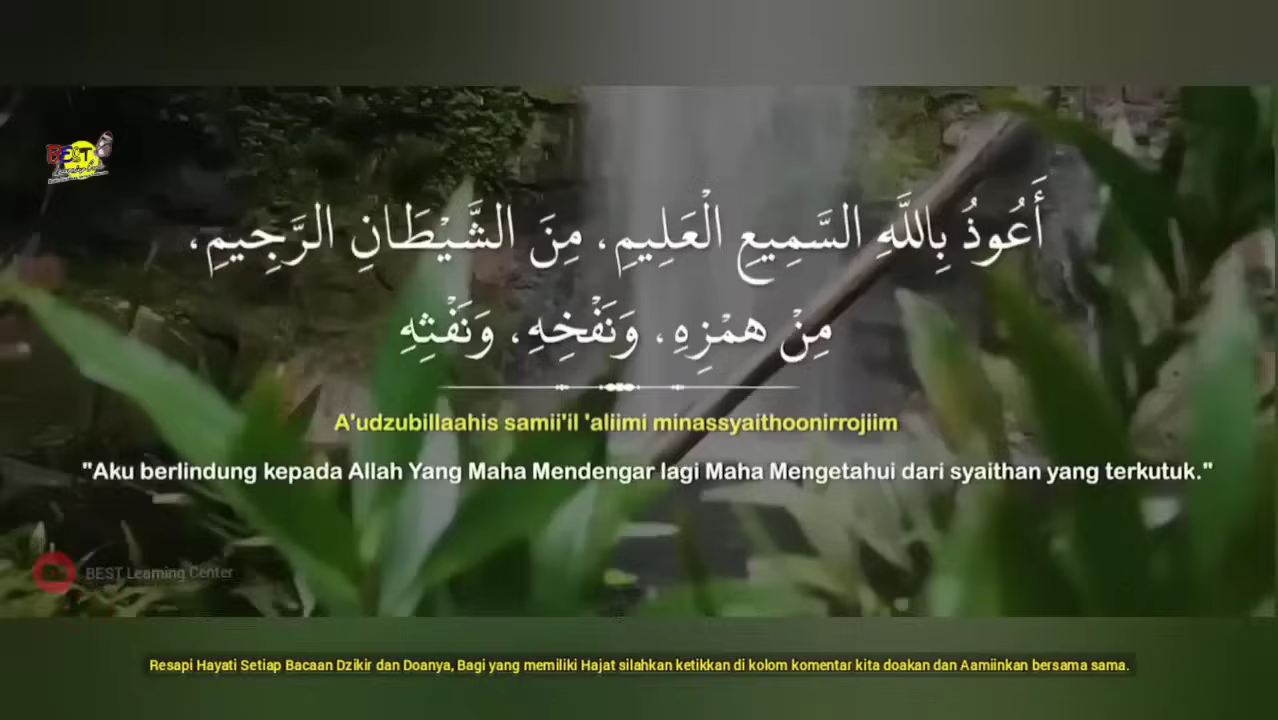 BEST
أَعُوذُ بِاللَّهِ السَّمِيعِ الْعَلِيمِ، مِنَ الشَّيْطَانِ الرَّجِيمِ،
مِنْ هَمْزِهِ، وَنَفْخِهِ، وَنَفْثِهِ
A'udzubillaahis samii'il 'aliimi minassyaithoonirrojiim
"Aku berlindung kepada Allah Yang Maha Mendengar lagi Maha Mengetahui dari syaithan yang terkutuk."
BEST Learning Center
Resapi Hayati Setiap Bacaan Dzikir dan Doanya, Bagi yang memiliki Hajat silahkan ketikkan di kolom komentar kita doakan dan Aamiinkan bersama sama.